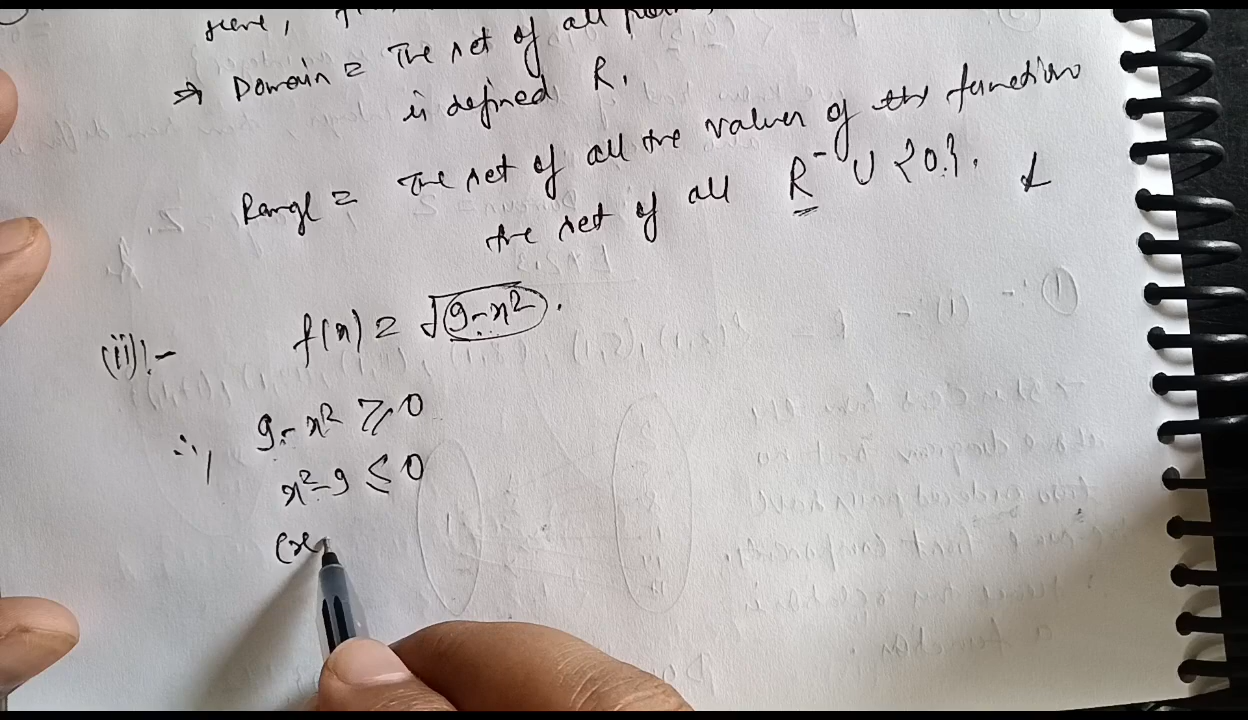 here,
⇒ Domain = The set of all
is defined R.
Range = The set of all the values of the function
the set of all R⁻ ∪ {0}.
(ii):- f(x) = √9-x².
∴, 9-x² ≥ 0
x²-9 ≤ 0
(x